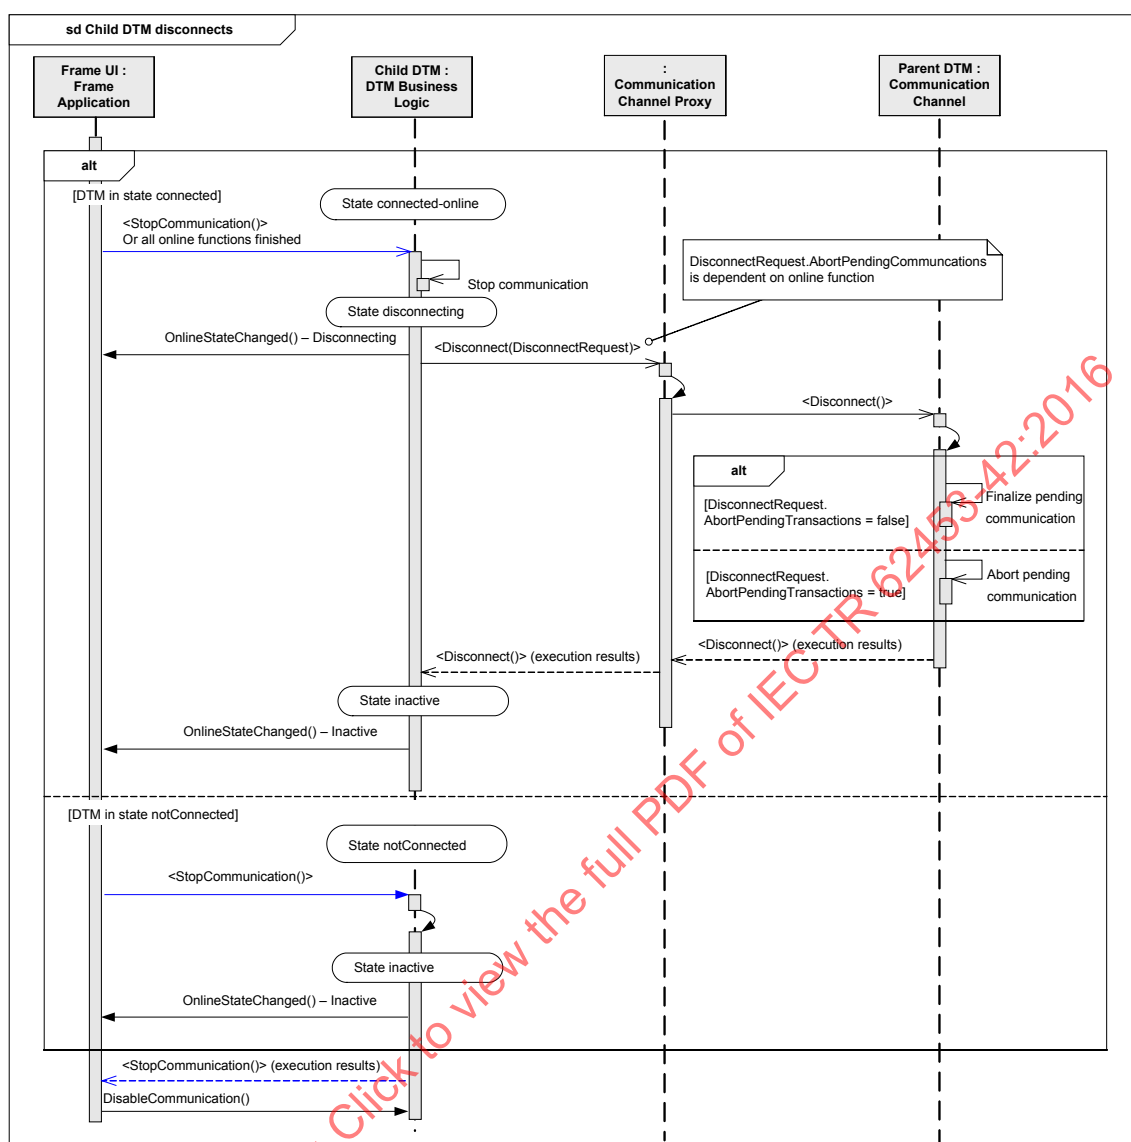 sd Child DTM disconnects
Frame UI :
Frame
Application
Child DTM :
DTM Business
Logic
:
Communication
Channel Proxy
Parent DTM :
Communication
Channel
alt
[DTM in state connected]
State connected-online
<StopCommunication()>
Or all online functions finished
DisconnectRequest.AbortPendingCommuncations
is dependent on online function
Stop communication
State disconnecting
OnlineStateChanged() – Disconnecting
<Disconnect(DisconnectRequest)>
<Disconnect()>
alt
[DisconnectRequest.
AbortPendingTransactions = false]
Finalize pending
communication
[DisconnectRequest.
AbortPendingTransactions = true]
Abort pending
communication
<Disconnect()> (execution results)
<Disconnect()> (execution results)
State inactive
OnlineStateChanged() – Inactive
[DTM in state notConnected]
State notConnected
<StopCommunication()>
State inactive
OnlineStateChanged() – Inactive
<StopCommunication()> (execution results)
DisableCommunication()
Click to view the full PDF of IEC TR 62453-42:2016